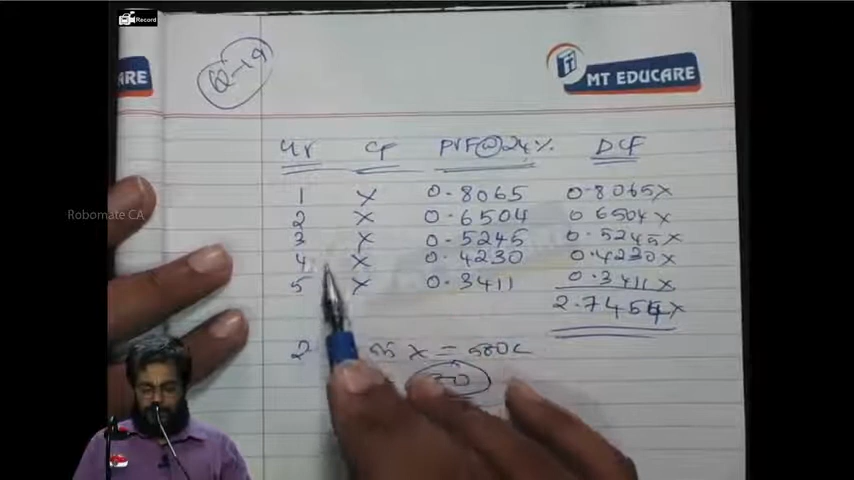 Record
Q-19
ARE
MT EDUCARE
Yr CF PVF@24%. DCF
1 X 0.8065 0.8065X
2 X 0.6504 0.6504X
3 X 0.5245 0.5245X
4 X 0.4230 0.4230X
5 X 0.3411 0.3411X
2.7454X
Robomate CA
2 55 X =